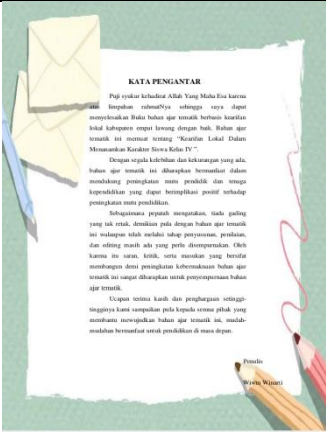 KATA PENGANTAR
Puji syukur kehadirat Allah Yang Maha Esa karena
atas limpahan rahmatNya sehingga saya dapat
menyelesaikan Buku bahan ajar tematik berbasis kearifan
lokal kabupaten empat lawang dengan baik. Bahan ajar
tematik ini memuat tentang "Kearifan Lokal Dalam
Menanamkan Karakter Siswa Kelas IV ".
Dengan segala kelebihan dan kekurangan yang ada,
bahan ajar tematik ini diharapkan bermanfaat dalam
mendukung peningkatan mutu pendidik dan tenaga
kependidikan yang dapat berimplikasi positif terhadap
peningkatan mutu pendidikan.
Sebagaimana pepatah mengatakan, tiada gading
yang tak retak, demikian pula dengan bahan ajar tematik
ini walaupun telah melalui tahap penyusunan, penilaian,
dan editing masih ada yang perlu disempurnakan. Oleh
karena itu saran, kritik, serta masukan yang bersifat
membangun demi peningkatan kebermaknaan bahan ajar
tematik ini sangat diharapkan untuk penyempurnaan bahan
ajar tematik.
Ucapan terima kasih dan penghargaan setinggi-
tingginya kami sampaikan pula kepada semua pihak yang
membantu mewujudkan bahan ajar tematik ini, mudah-
mudahan bermanfaat untuk pendidikan di masa depan.
Penulis
Wiwin Winarti